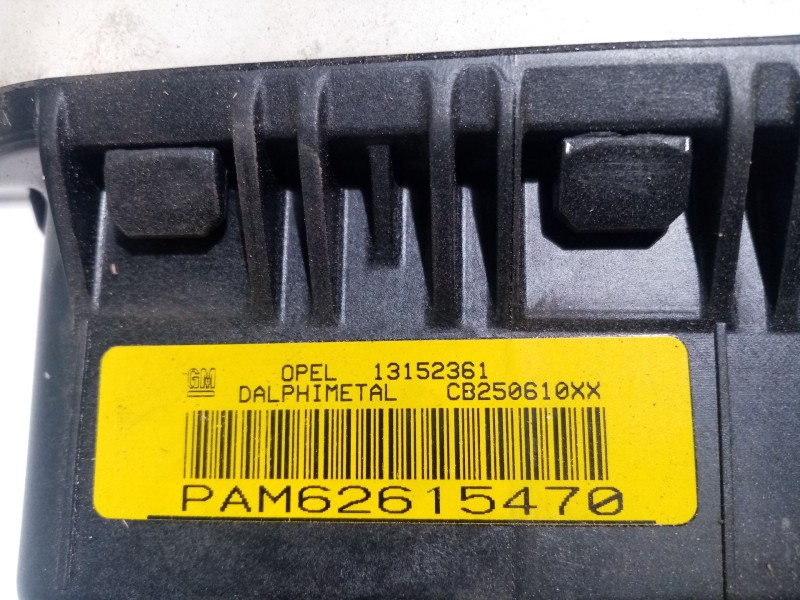 GM OPEL 13152361
DALPHIMETAL CB250610XX
PAM62615470